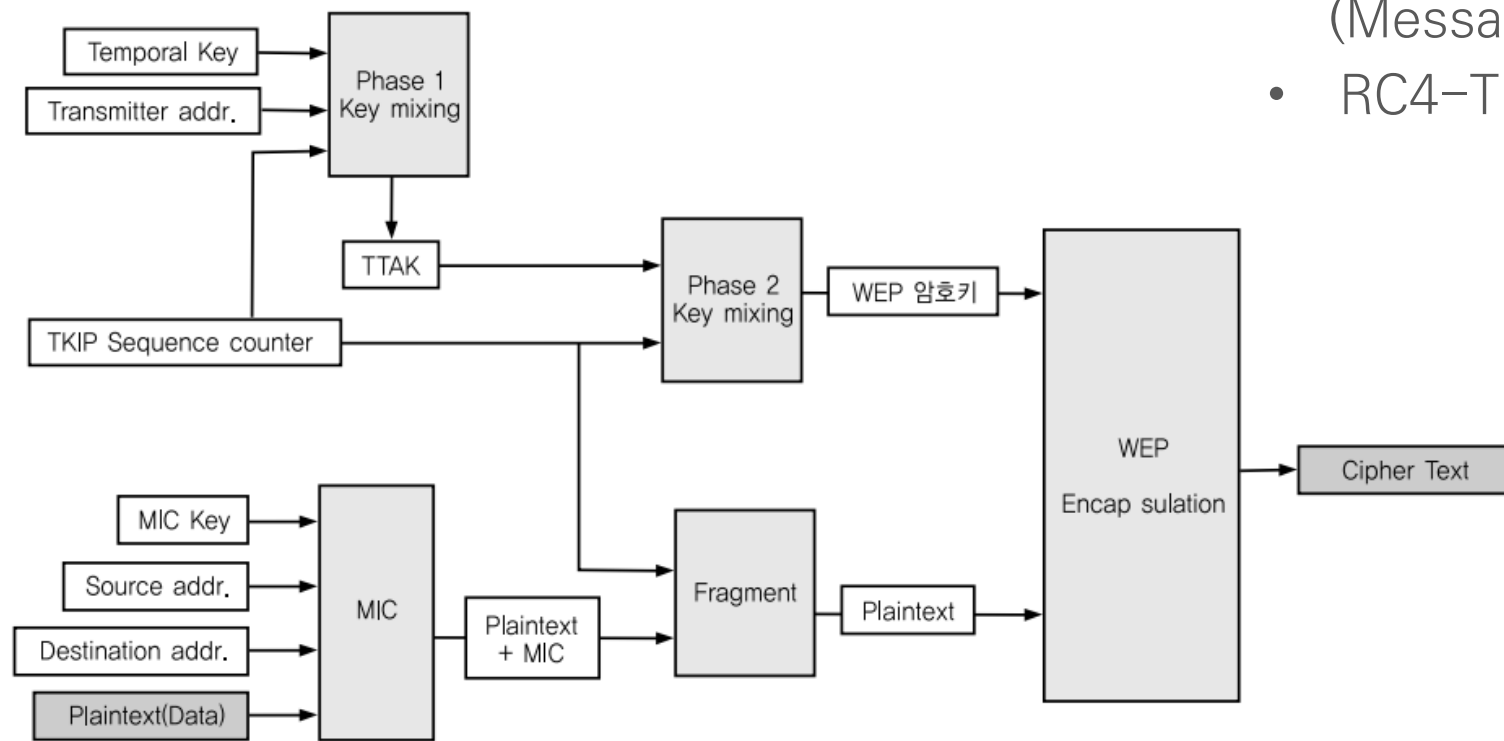 (Messa
• RC4-T
Temporal Key
Transmitter addr.
Phase 1
Key mixing
TTAK
TKIP Sequence counter
Phase 2
Key mixing
WEP 암호키
WEP
Encap sulation
Cipher Text
MIC Key
Source addr.
Destination addr.
Plaintext(Data)
MIC
Plaintext
+ MIC
Fragment
Plaintext